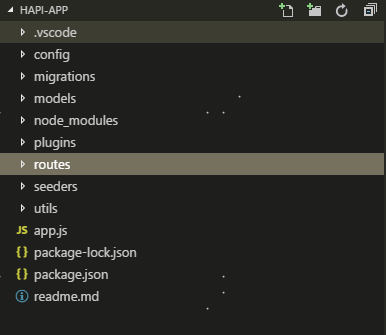 HAPI-APP
.vscode
config
migrations
models
node_modules
plugins
routes
seeders
utils
JS app.js
{} package-lock.json
{} package.json
readme.md